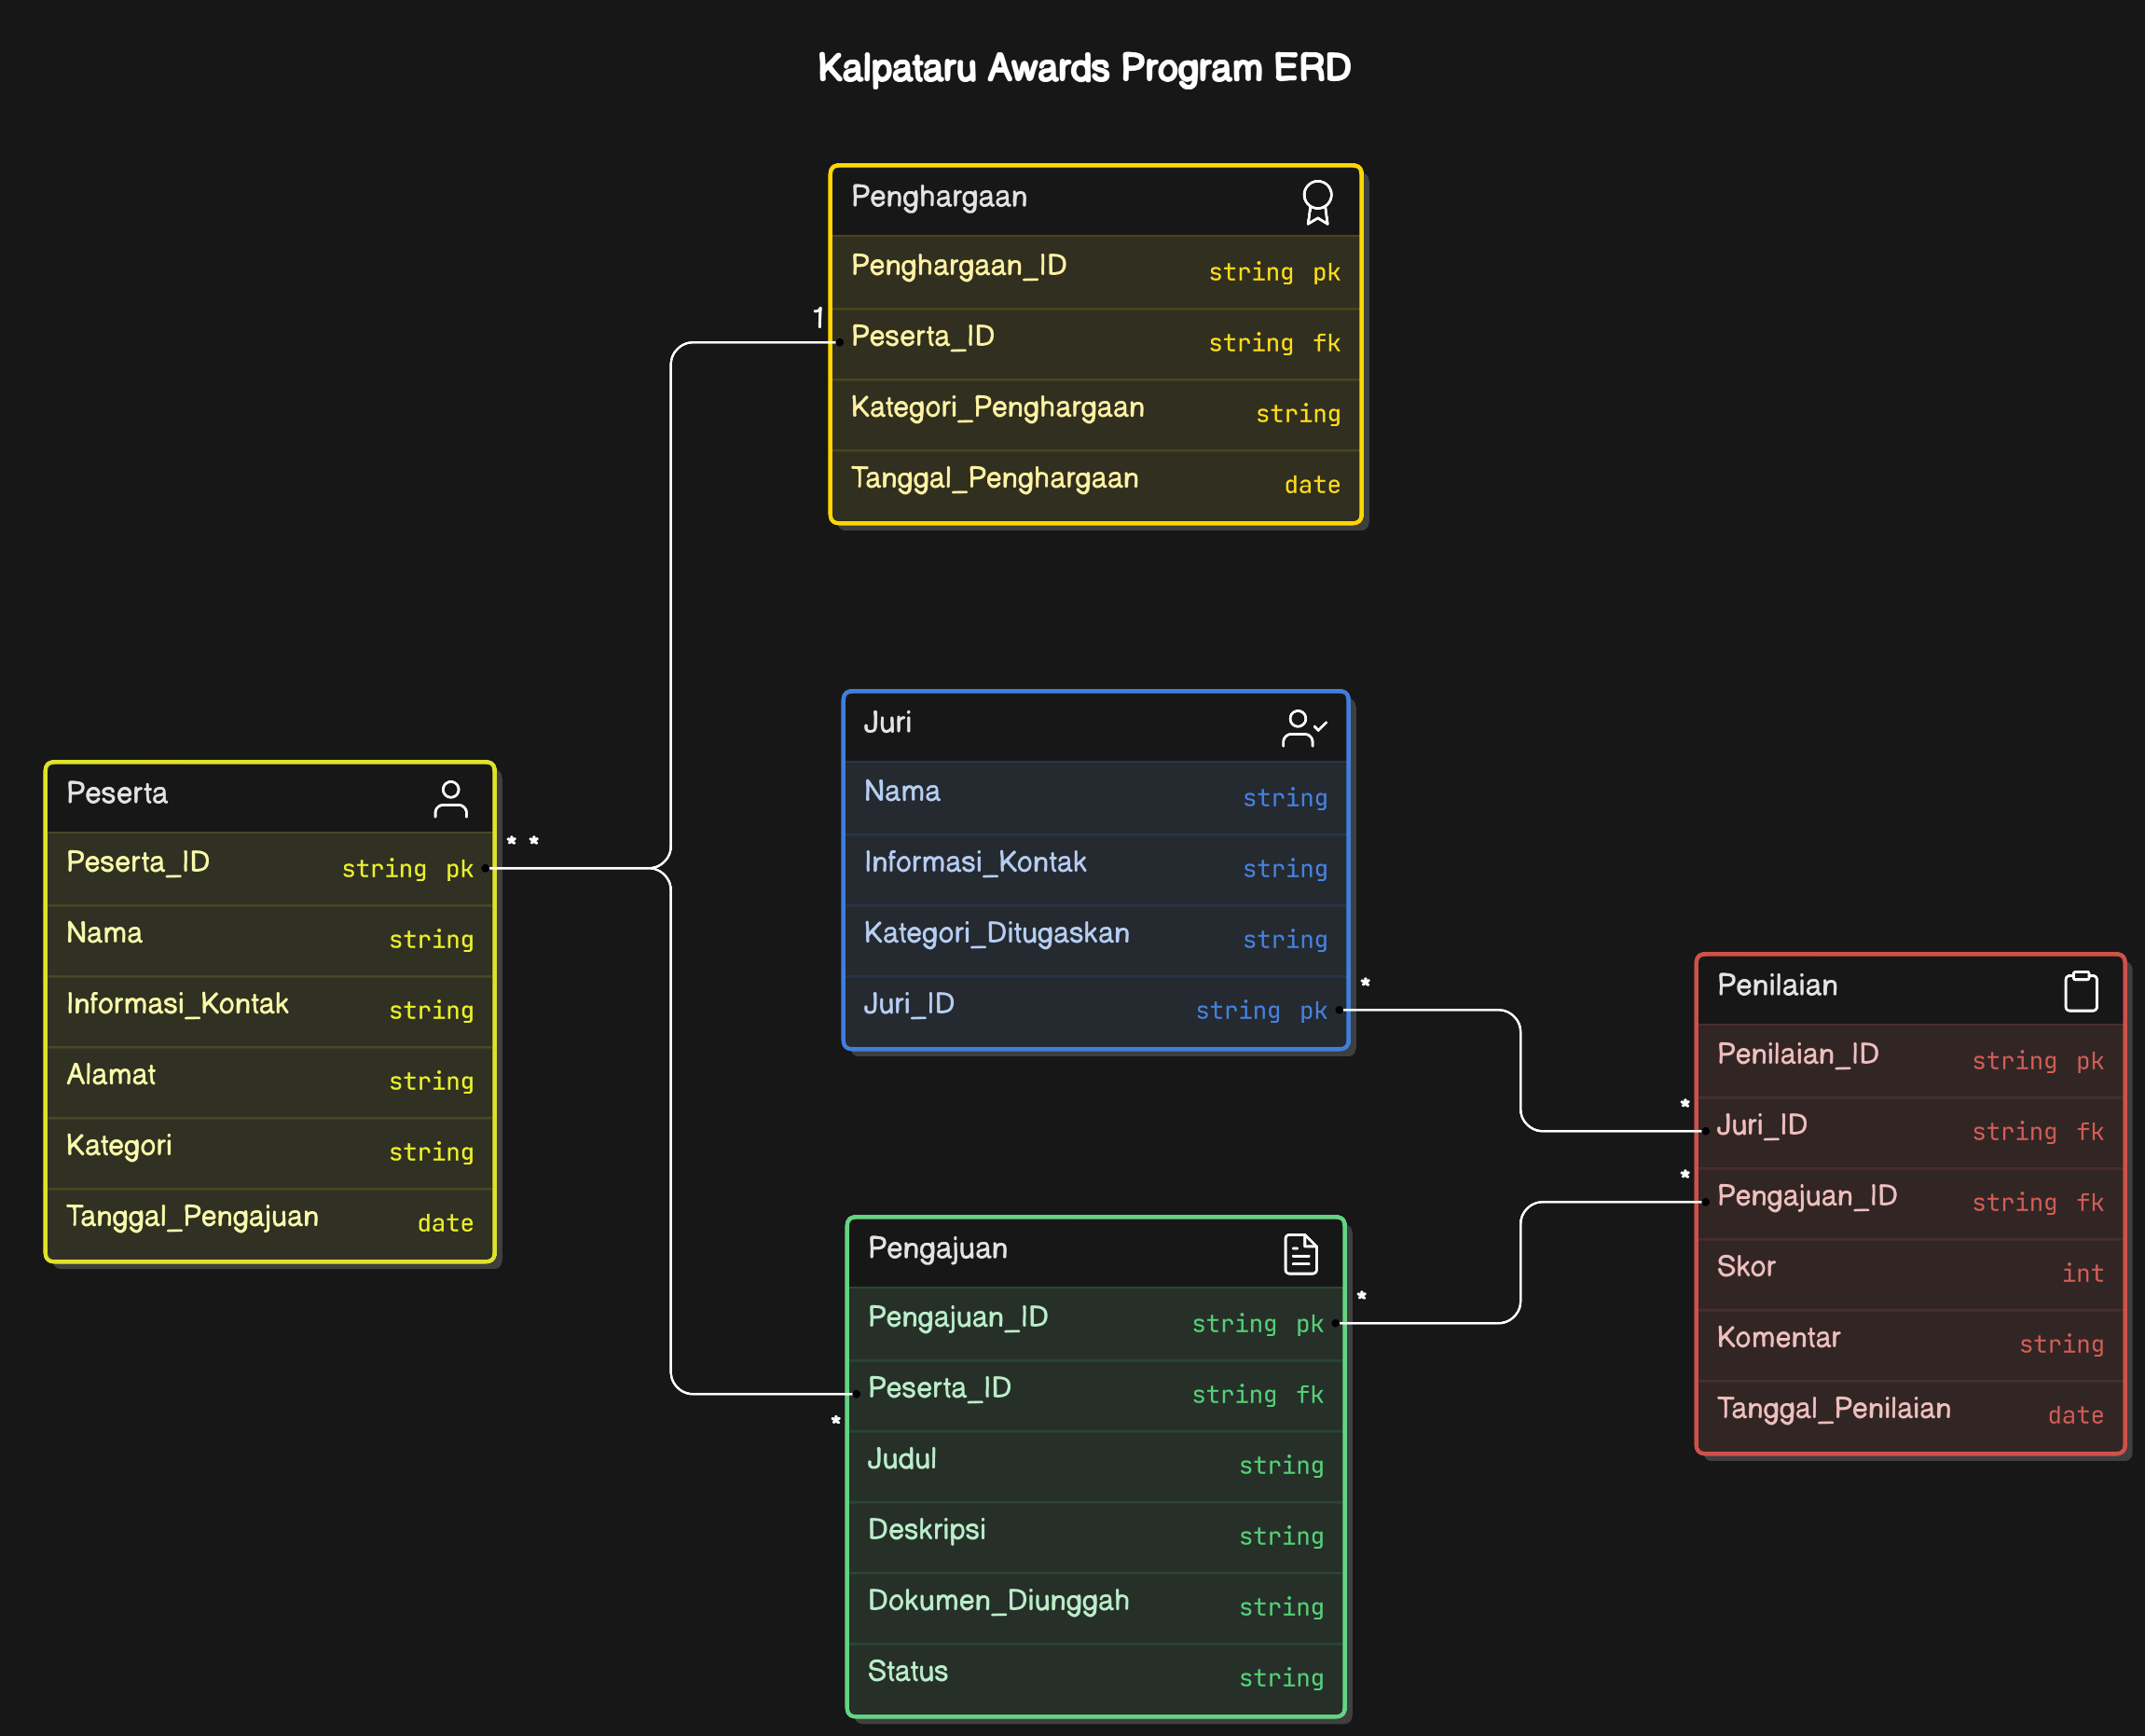 Kalpataru Awards Program ERD
Penghargaan
Penghargaan_ID string pk
1
Peserta_ID string fk
Kategori_Penghargaan string
Tanggal_Penghargaan date
Peserta
* *
Peserta_ID string pk
Nama string
Informasi_Kontak string
Alamat string
Kategori string
Tanggal_Pengajuan date
Juri
Nama string
Informasi_Kontak string
Kategori_Ditugaskan string
*
Juri_ID string pk
Pengajuan
*
Pengajuan_ID string pk
Peserta_ID string fk
*
Judul string
Deskripsi string
Dokumen_Diunggah string
Status string
Penilaian
Penilaian_ID string pk
*
Juri_ID string fk
*
Pengajuan_ID string fk
Skor int
Komentar string
Tanggal_Penilaian date